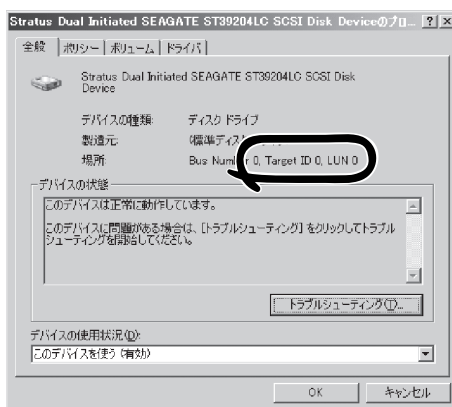 Stratus Dual Initiated SEAGATE ST39204LC SCSI Disk Deviceのプロ...
全般 ポリシー ボリューム ドライバ
Stratus Dual Initiated SEAGATE ST39204LC SCSI Disk
Device
デバイスの種類: ディスク ドライブ
製造元: (標準ディスク
場所: Bus Number 0, Target ID 0, LUN 0
デバイスの状態
このデバイスは正常に動作しています。
このデバイスに問題がある場合は、[トラブルシューティング] をクリックしてトラブル
シューティングを開始してください。
トラブルシューティング(T)...
デバイスの使用状況(D):
このデバイスを使う (有効)
OK キャンセル